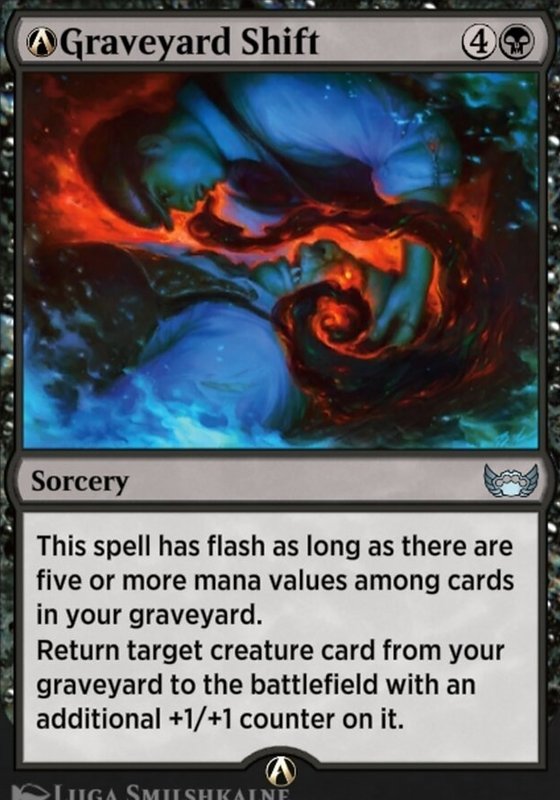 Graveyard Shift 4
Sorcery
This spell has flash as long as there are
five or more mana values among cards
in your graveyard.
Return target creature card from your
graveyard to the battlefield with an
additional +1/+1 counter on it.
LIIGA SMILSHKALNE